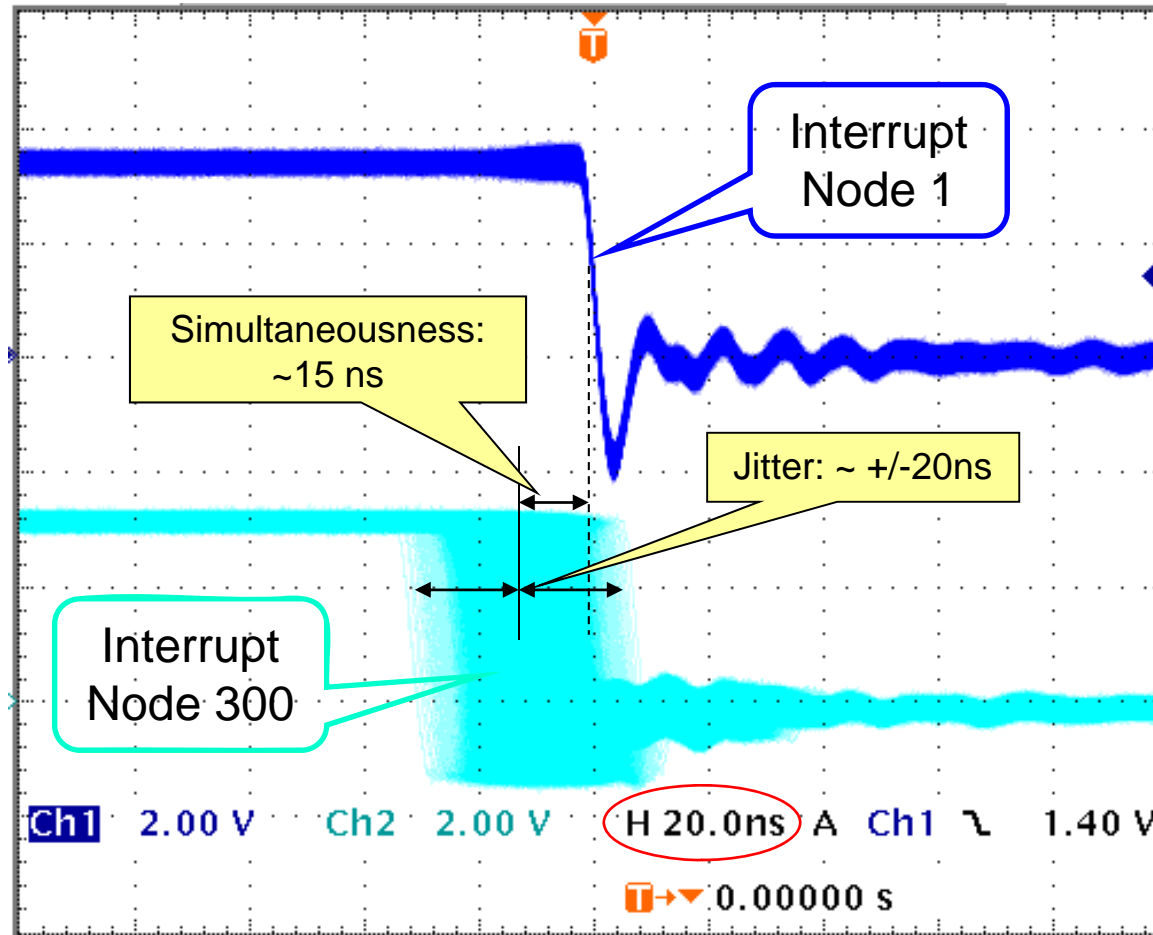 T
Interrupt
Node 1
Simultaneousness:
~15 ns
Jitter: ~ +/-20ns
Interrupt
Node 300
Ch1 2.00 V Ch2 2.00 V H 20.0ns A Ch1 1.40 V
T 0.00000 s